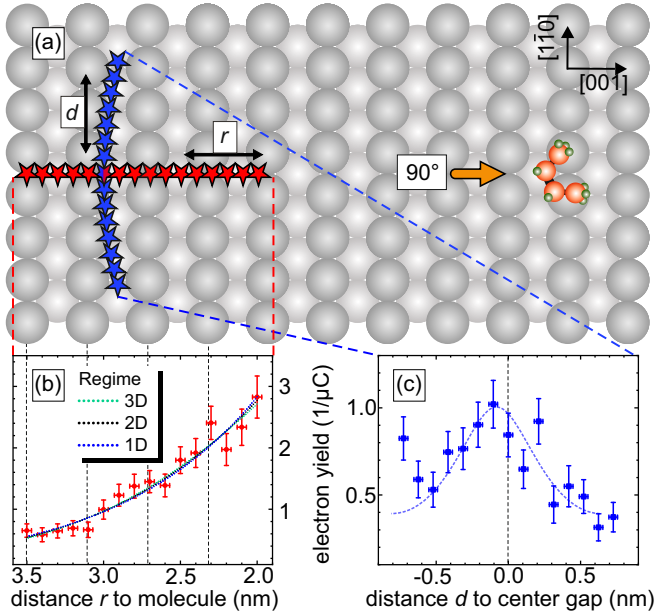 (a)
[11̄0]
[001]
d
r
90°
(b)
Regime
3D
2D
1D
3
2
1
3.5
3.0
2.5
2.0
distance r to molecule (nm)
(c)
electron yield (1/µC)
1.0
0.5
-0.5
0.0
0.5
distance d to center gap (nm)